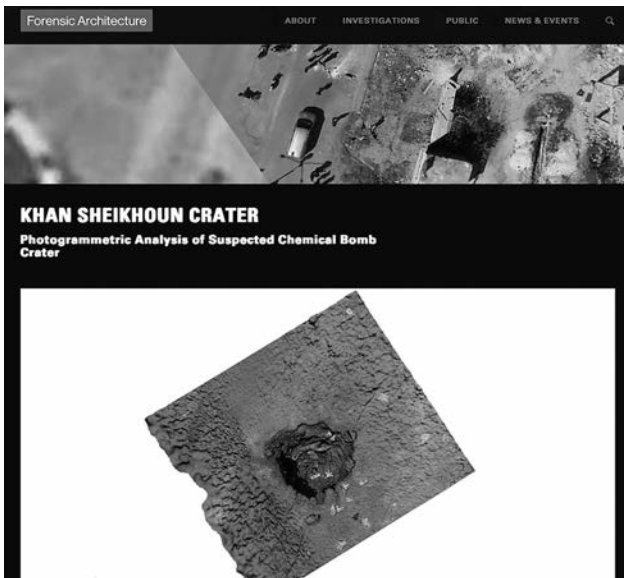 Forensic Architecture
ABOUT INVESTIGATIONS PUBLIC NEWS & EVENTS
KHAN SHEIKHOUN CRATER
Photogrammetric Analysis of Suspected Chemical Bomb
Crater